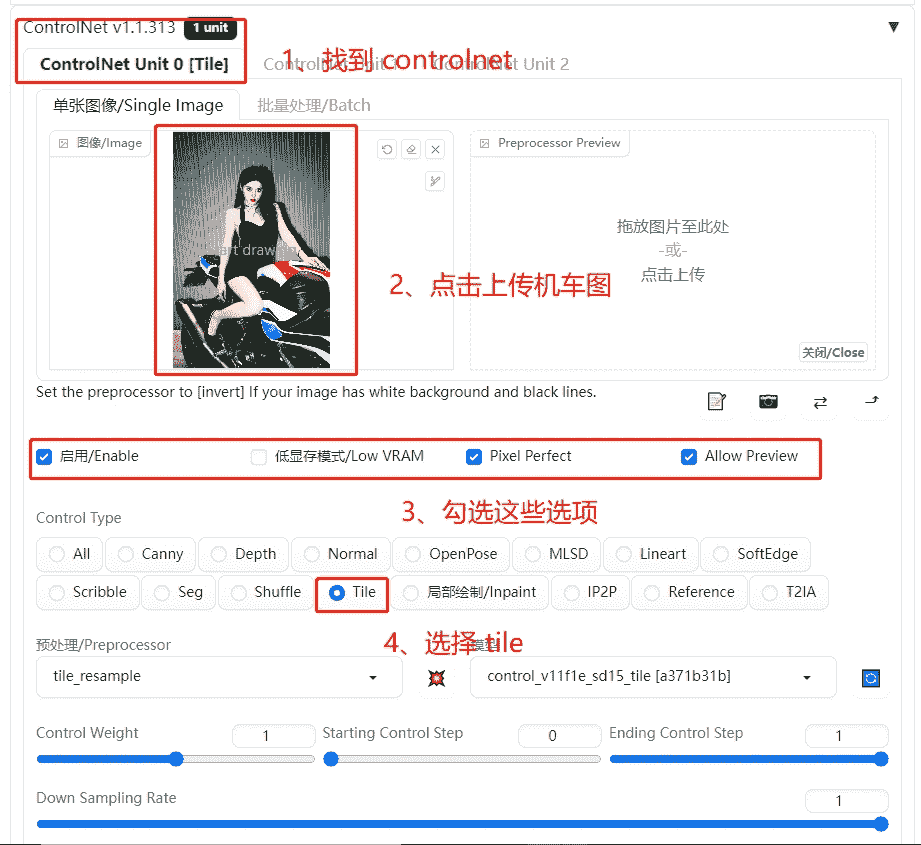 ControlNet v1.1.313 1 unit ▼
1、找到 controlnet
ControlNet Unit 0 [Tile] ControlNet Unit 2
单张图像/Single Image 批量处理/Batch
图像/Image
Preprocessor Preview
art draw
拖放图片至此处
-或-
点击上传
2、点击上传机车图
关闭/Close
Set the preprocessor to [invert] If your image has white background and black lines.
启用/Enable 低显存模式/Low VRAM Pixel Perfect Allow Preview
3、勾选这些选项
Control Type
All Canny Depth Normal OpenPose MLSD Lineart SoftEdge
Scribble Seg Shuffle Tile 局部绘制/Inpaint IP2P Reference T2IA
4、选择 tile
预处理/Preprocessor
tile_resample control_v11f1e_sd15_tile [a371b31b]
Control Weight 1 Starting Control Step 0 Ending Control Step 1
Down Sampling Rate 1